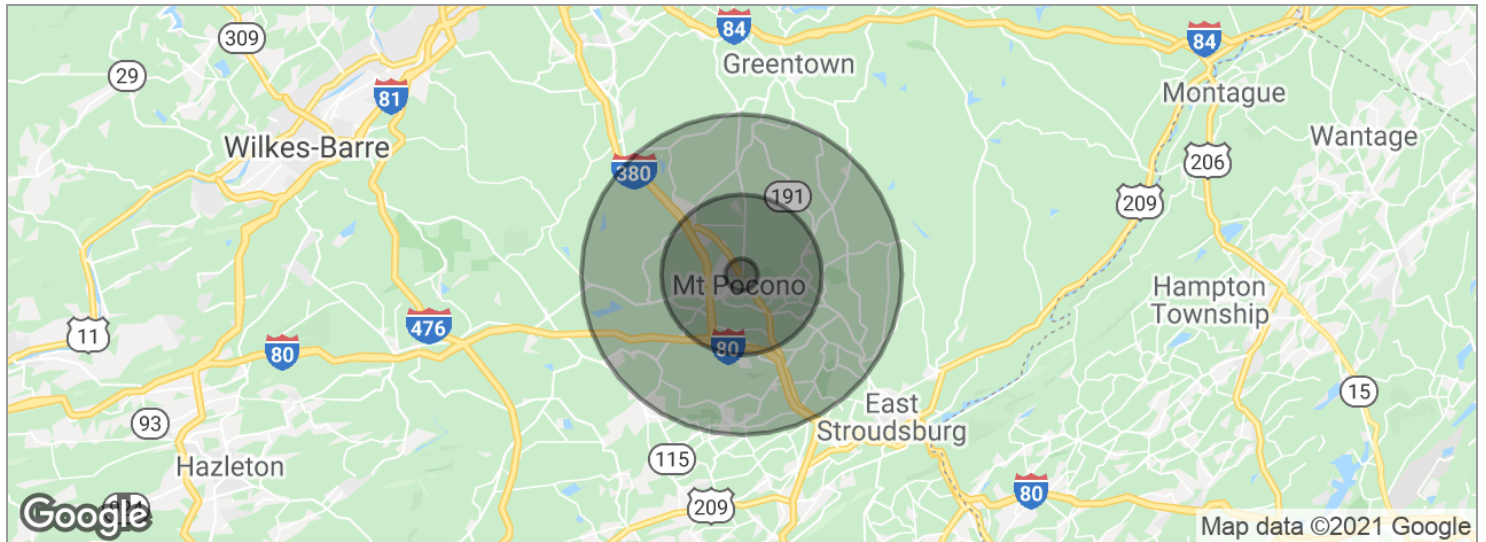 84
84
309
Greentown
29
Montague
81
Wantage
Wilkes-Barre
206
380
191
209
Mt Pocono
Hampton
Township
476
11
80
80
15
East
Stroudsburg
93
115
Hazleton
80
209
Google
Map data ©2021 Google